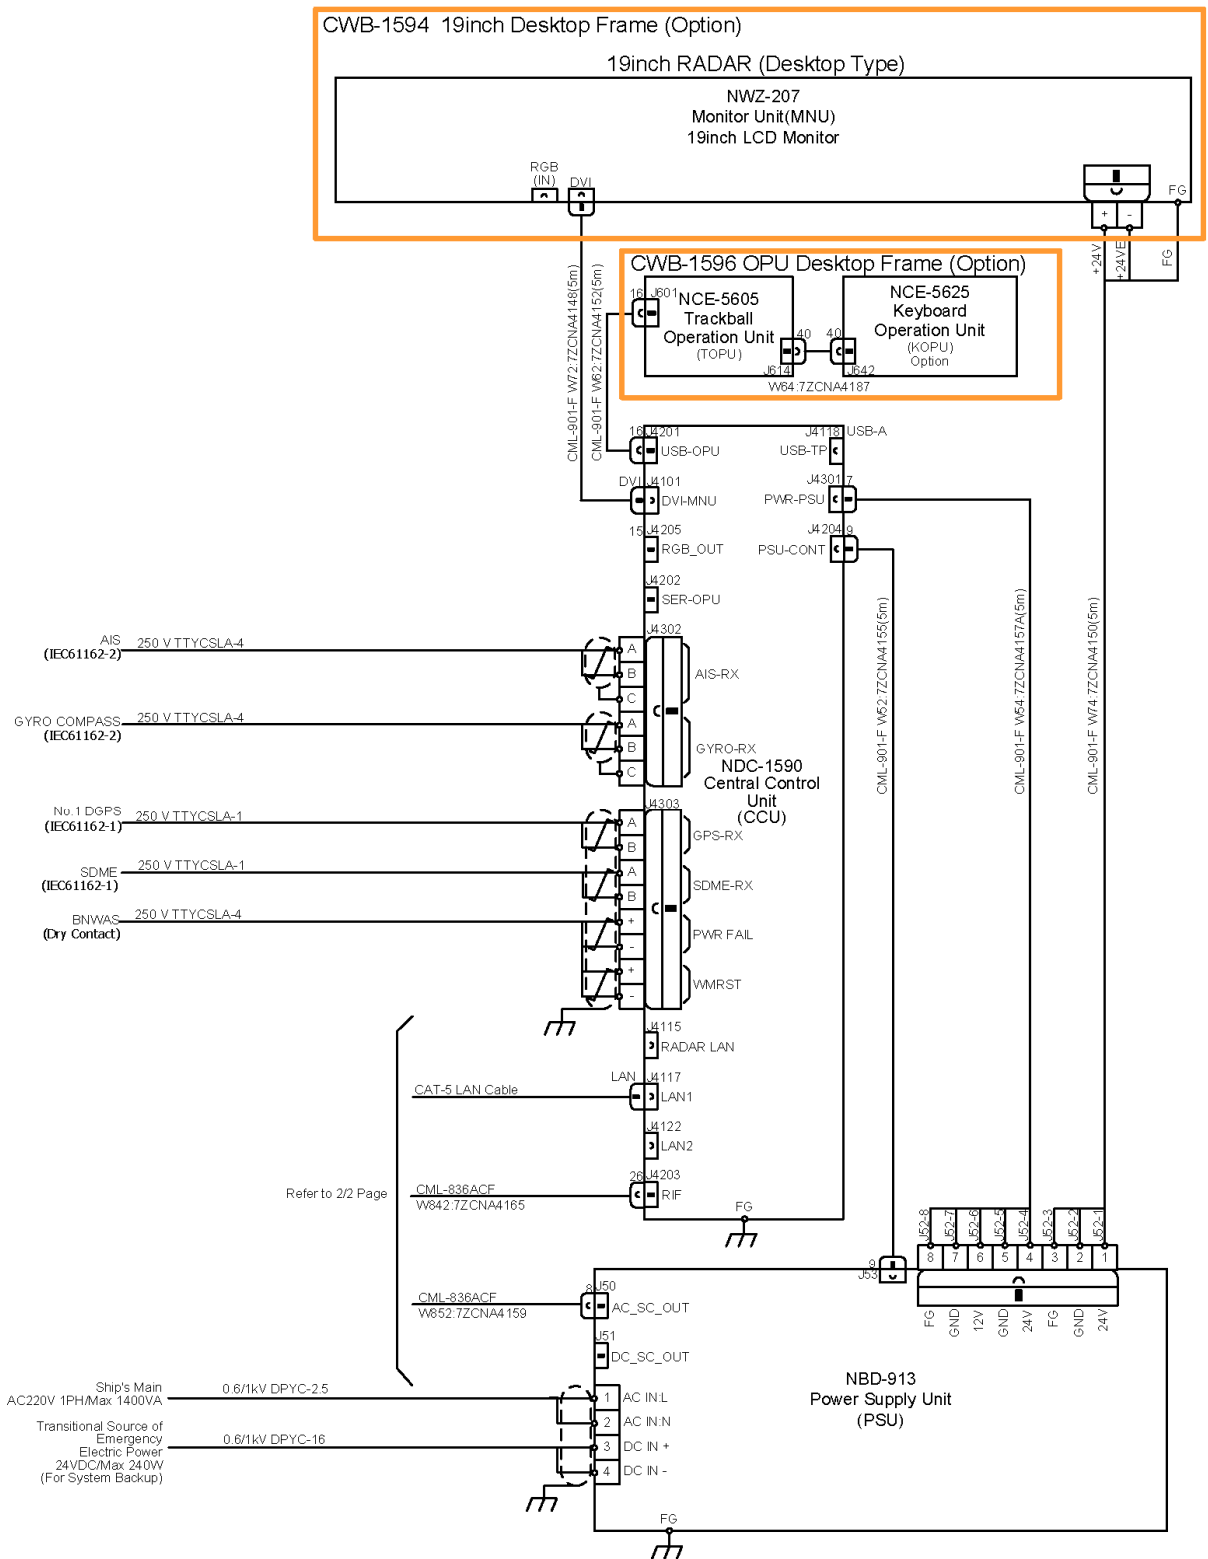 CWB-1594 19inch Desktop Frame (Option)
19inch RADAR (Desktop Type)
NWZ-207
Monitor Unit(MNU)
19inch LCD Monitor
RGB
(IN)
DVI
FG
+
-
+24V
+24VE
FG
CWB-1596 OPU Desktop Frame (Option)
CML-901-F W72:7ZCNA4148(5m)
CML-901-F W62:7ZCNA4152(5m)
16
J601
NCE-5605
Trackball
Operation Unit
(TOPU)
40
J614
NCE-5625
Keyboard
Operation Unit
(KOPU)
Option
40
J642
W64:7ZCNA4187
16
J4201
USB-OPU
J4118
USB-A
USB-TP
DVI
J4101
DVI-MNU
J4301
7
PWR-PSU
15
J4205
RGB_OUT
J4204
9
PSU-CONT
J4202
SER-OPU
CML-901-F W52:7ZCNA4155(5m)
CML-901-F W54:7ZCNA4157A(5m)
CML-901-F W74:7ZCNA4150(5m)
AIS
(IEC61162-2)
250 V TTYCSLA-4
J4302
A
B
C
AIS-RX
GYRO COMPASS
(IEC61162-2)
250 V TTYCSLA-4
A
B
C
GYRO-RX
NDC-1590
Central Control
Unit
(CCU)
No.1 DGPS
(IEC61162-1)
250 V TTYCSLA-1
J4303
A
B
GPS-RX
SDME
(IEC61162-1)
250 V TTYCSLA-1
A
B
SDME-RX
BNWAS
(Dry Contact)
250 V TTYCSLA-4
+
-
PWR FAIL
+
-
WMRST
J4115
RADAR LAN
CAT-5 LAN Cable
LAN
J4117
LAN1
J4122
LAN2
Refer to 2/2 Page
CML-836ACF
W842:7ZCNA4165
26
J4203
RIF
FG
J52-8
J52-7
J52-6
J52-5
J52-4
J52-3
J52-2
J52-1
8
7
6
5
4
3
2
1
FG
GND
12V
GND
24V
FG
GND
24V
9
J53
CML-836ACF
W852:7ZCNA4159
8
J50
AC_SC_OUT
J51
DC_SC_OUT
NBD-913
Power Supply Unit
(PSU)
Ship's Main
AC220V 1PH/Max 1400VA
0.6/1kV DPYC-2.5
1
AC IN:L
2
AC IN:N
Transitional Source of
Emergency
Electric Power
24VDC/Max 240W
(For System Backup)
0.6/1kV DPYC-16
3
DC IN +
4
DC IN -
FG